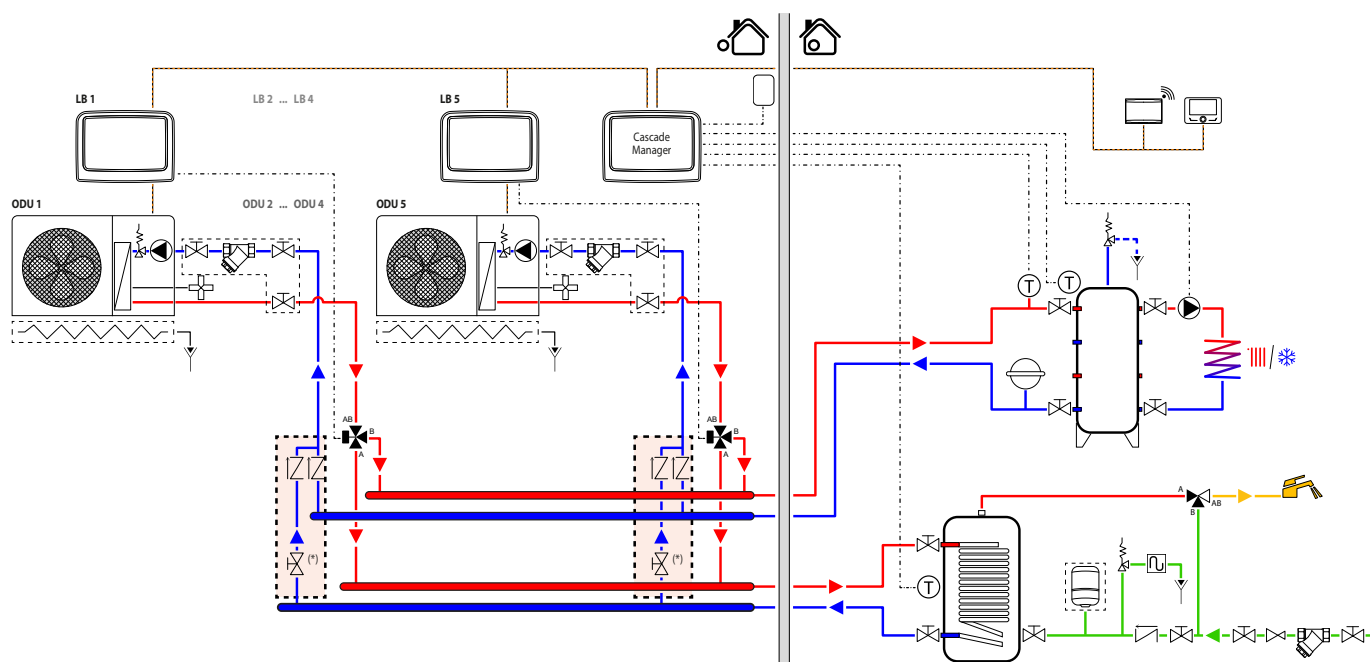 LB 1
LB 2 ... LB 4
LB 5
Cascade
Manager
ODU 1
ODU 2 ... ODU 4
ODU 5
T
T
AB
B
A
AB
B
A
A
AB
B
(*)
(*)
T